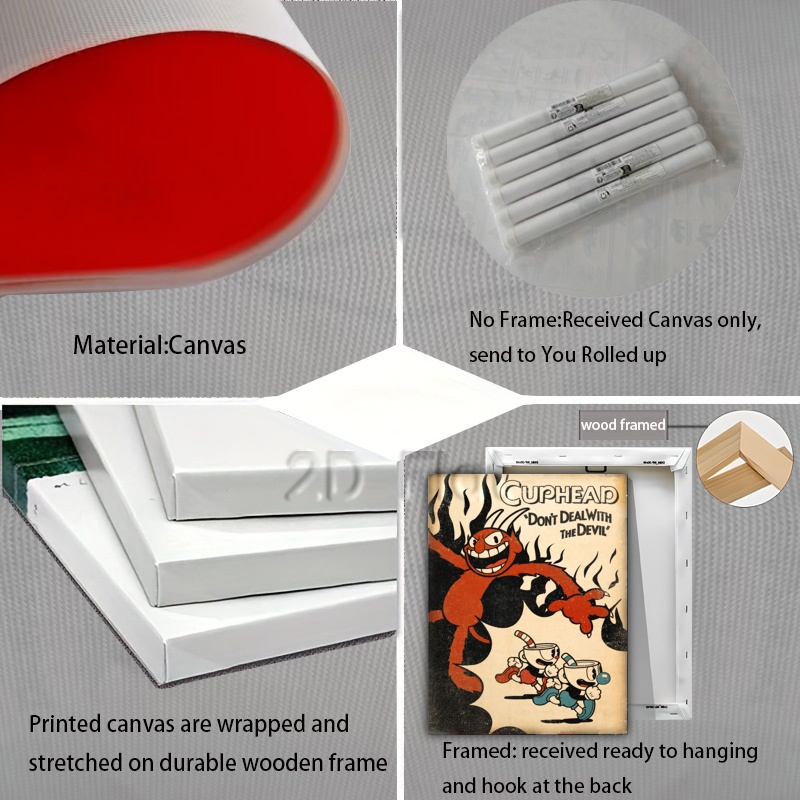 Material:Canvas
No Frame:Received Canvas only,
send to You Rolled up
2D
Printed canvas are wrapped and
stretched on durable wooden frame
wood framed
CUPHEAD
"DON'T DEAL WITH
THE DEVIL"
Framed: received ready to hanging
and hook at the back